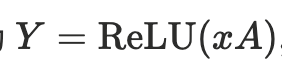 Y = ReLU(xA),